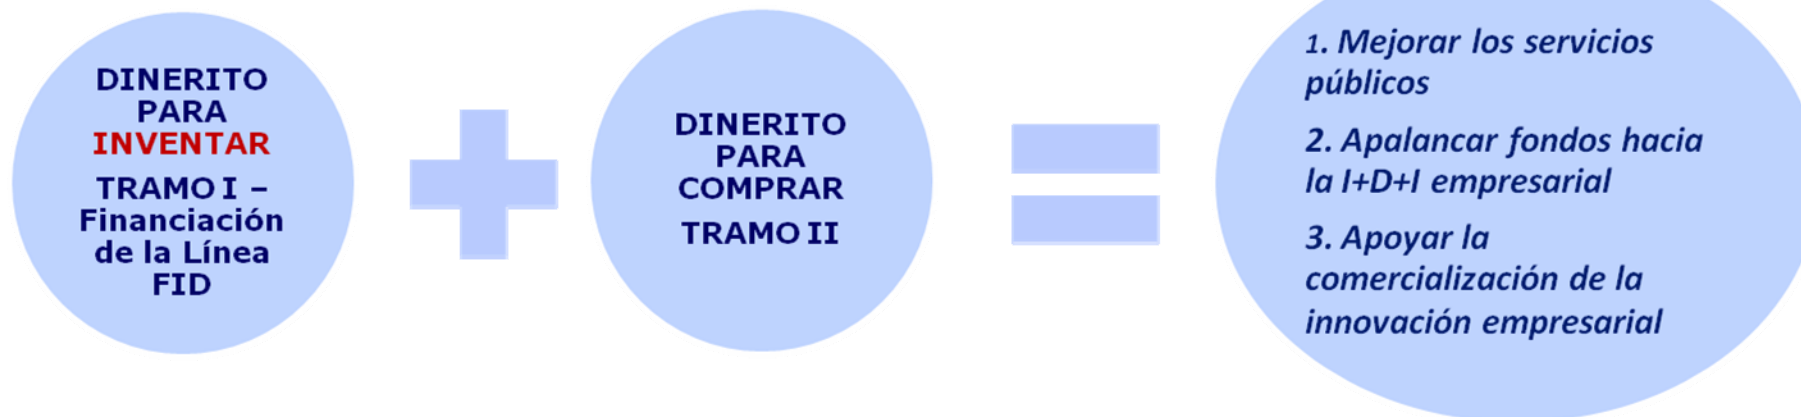 DINERITO
PARA
INVENTAR
TRAMO I –
Financiación
de la Línea
FID
DINERITO
PARA
COMPRAR
TRAMO II
1. Mejorar los servicios
públicos
2. Apalancar fondos hacia
la I+D+I empresarial
3. Apoyar la
comercialización de la
innovación empresarial